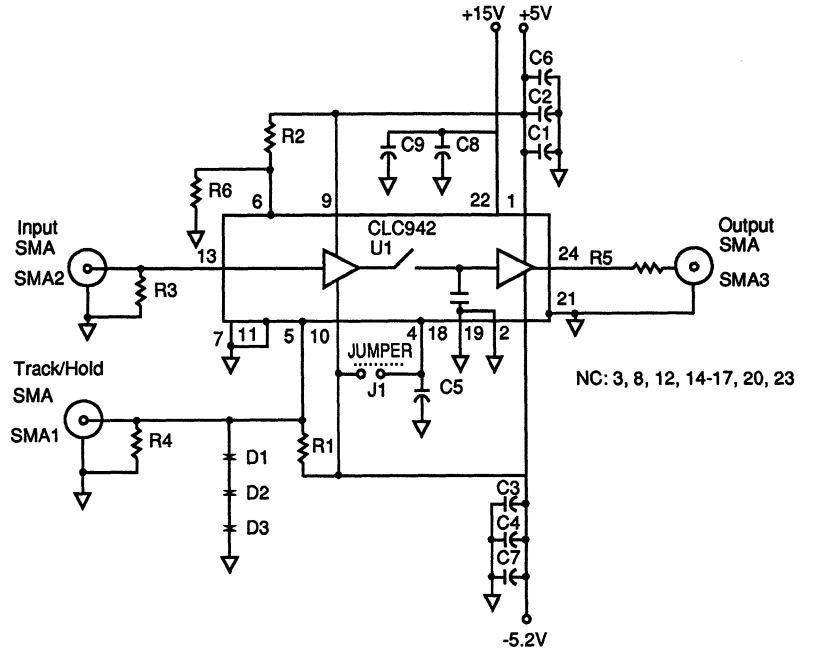 +15V +5V
C6
C2
C1
R2
C9 C8
R6
6 9 22 1
CLC942
U1
Input
SMA
SMA2
13
R3
24 R5
Output
SMA
SMA3
21
7 11 5 10 4 18 19 2
JUMPER
J1
C5
NC: 3, 8, 12, 14-17, 20, 23
Track/Hold
SMA
SMA1
R4
R1
D1
D2
D3
C3
C4
C7
-5.2V